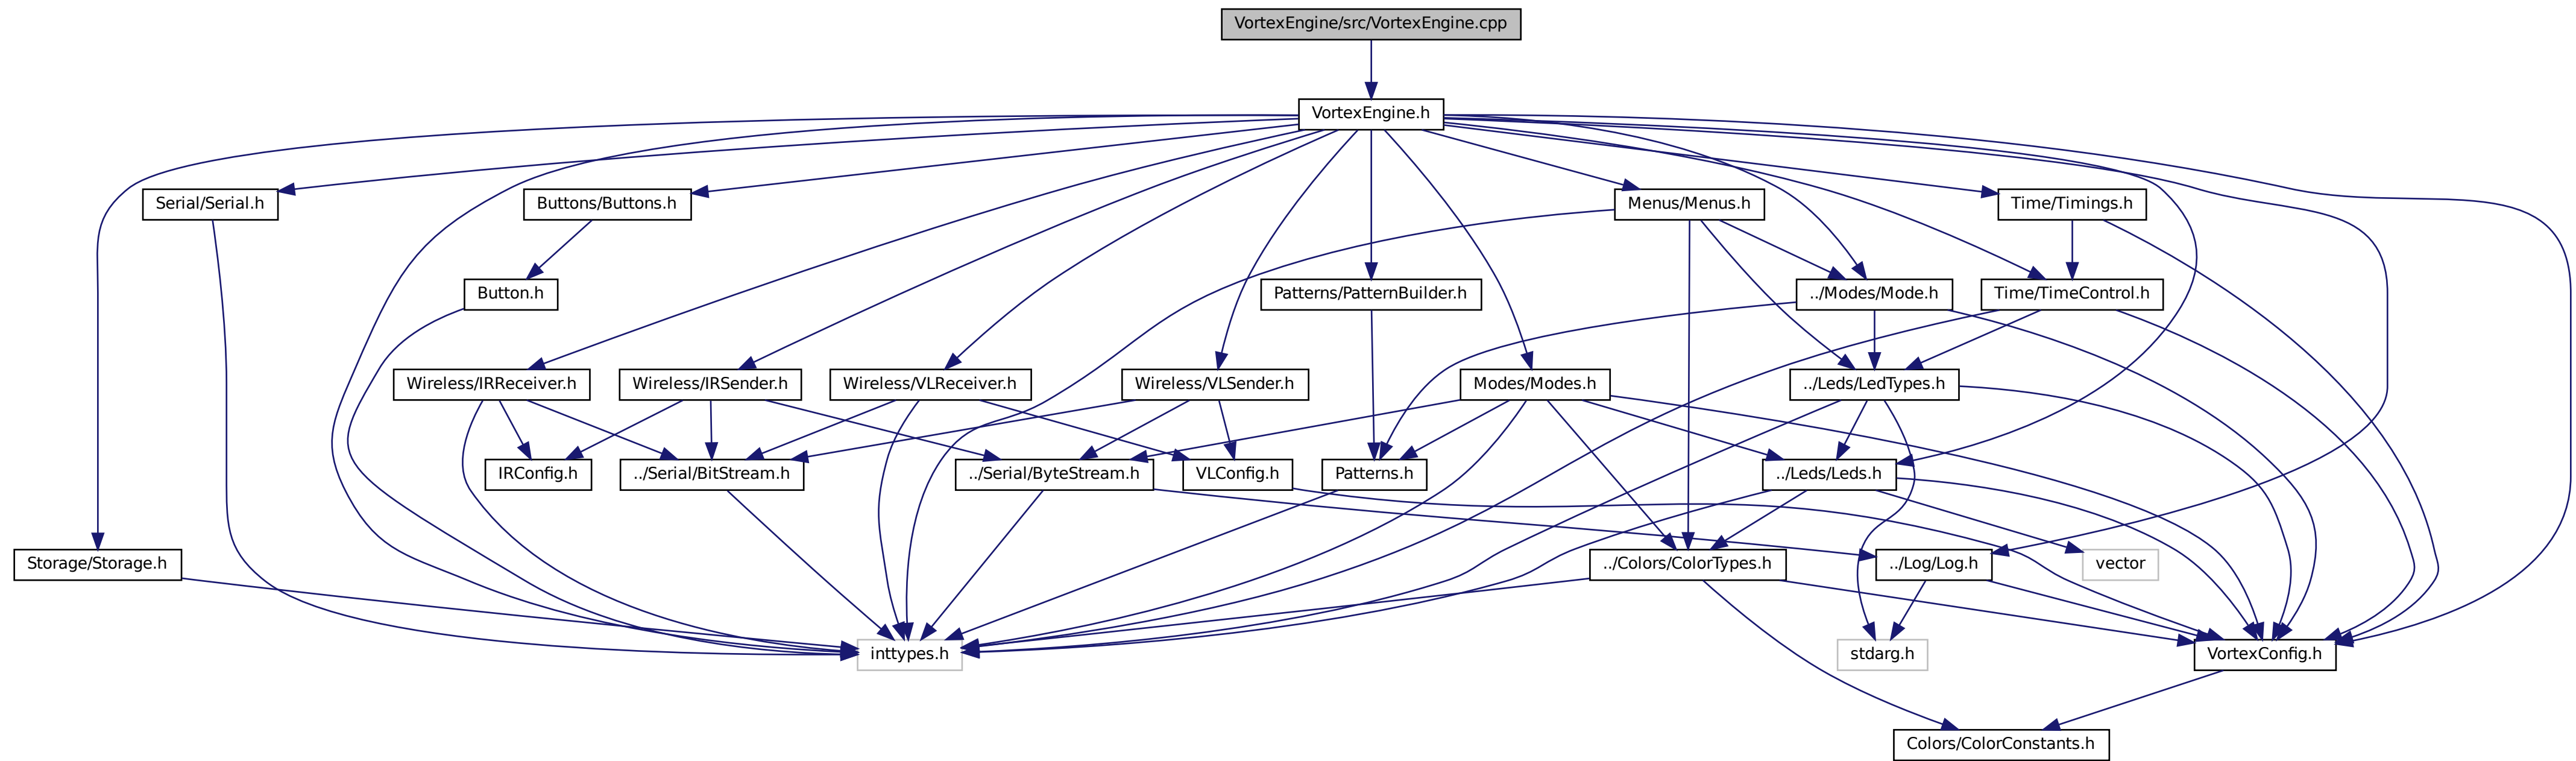 VortexEngine/src/VortexEngine.cpp
VortexEngine.h
Serial/Serial.h
Buttons/Buttons.h
Menus/Menus.h
Time/Timings.h
Button.h
Patterns/PatternBuilder.h
../Modes/Mode.h
Time/TimeControl.h
Wireless/IRReceiver.h
Wireless/IRSender.h
Wireless/VLReceiver.h
Wireless/VLSender.h
Modes/Modes.h
../Leds/LedTypes.h
IRConfig.h
../Serial/BitStream.h
../Serial/ByteStream.h
VLConfig.h
Patterns.h
../Leds/Leds.h
Storage/Storage.h
../Colors/ColorTypes.h
../Log/Log.h
vector
inttypes.h
stdarg.h
VortexConfig.h
Colors/ColorConstants.h